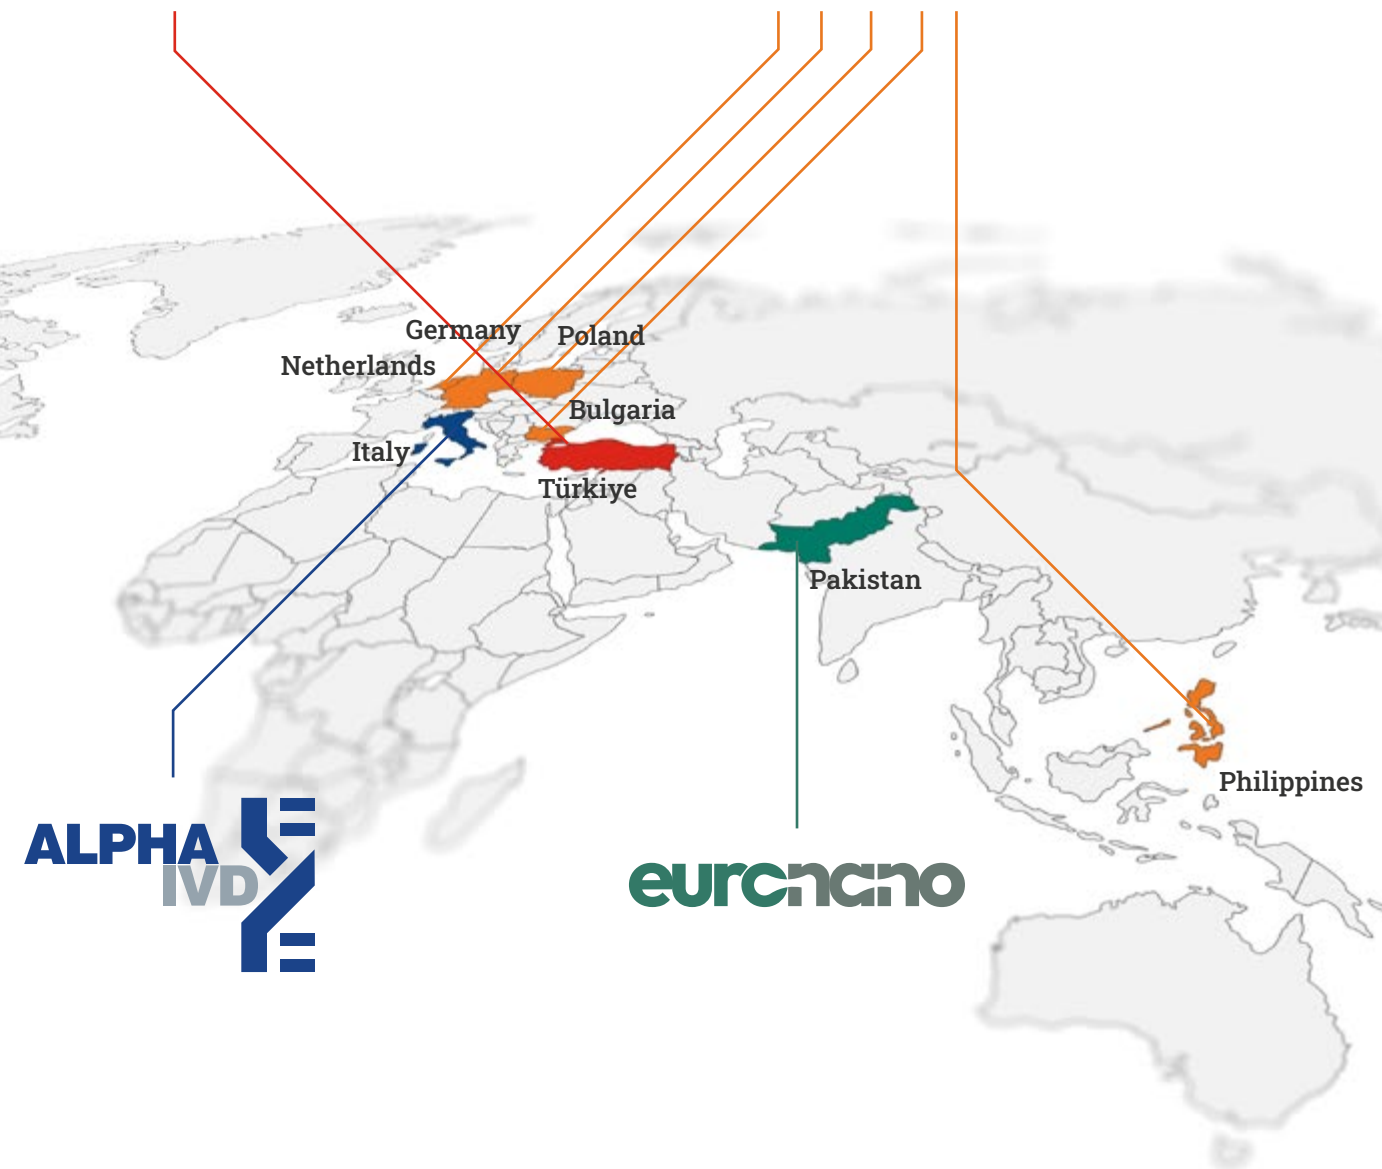 Germany
Poland
Netherlands
Bulgaria
Italy
Türkiye
Pakistan
Philippines
ALPHA
IVD
euronano